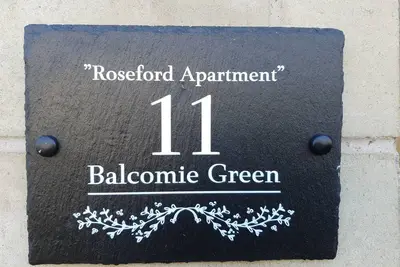 ”Roseford Apartment”
11
Balcomie Green